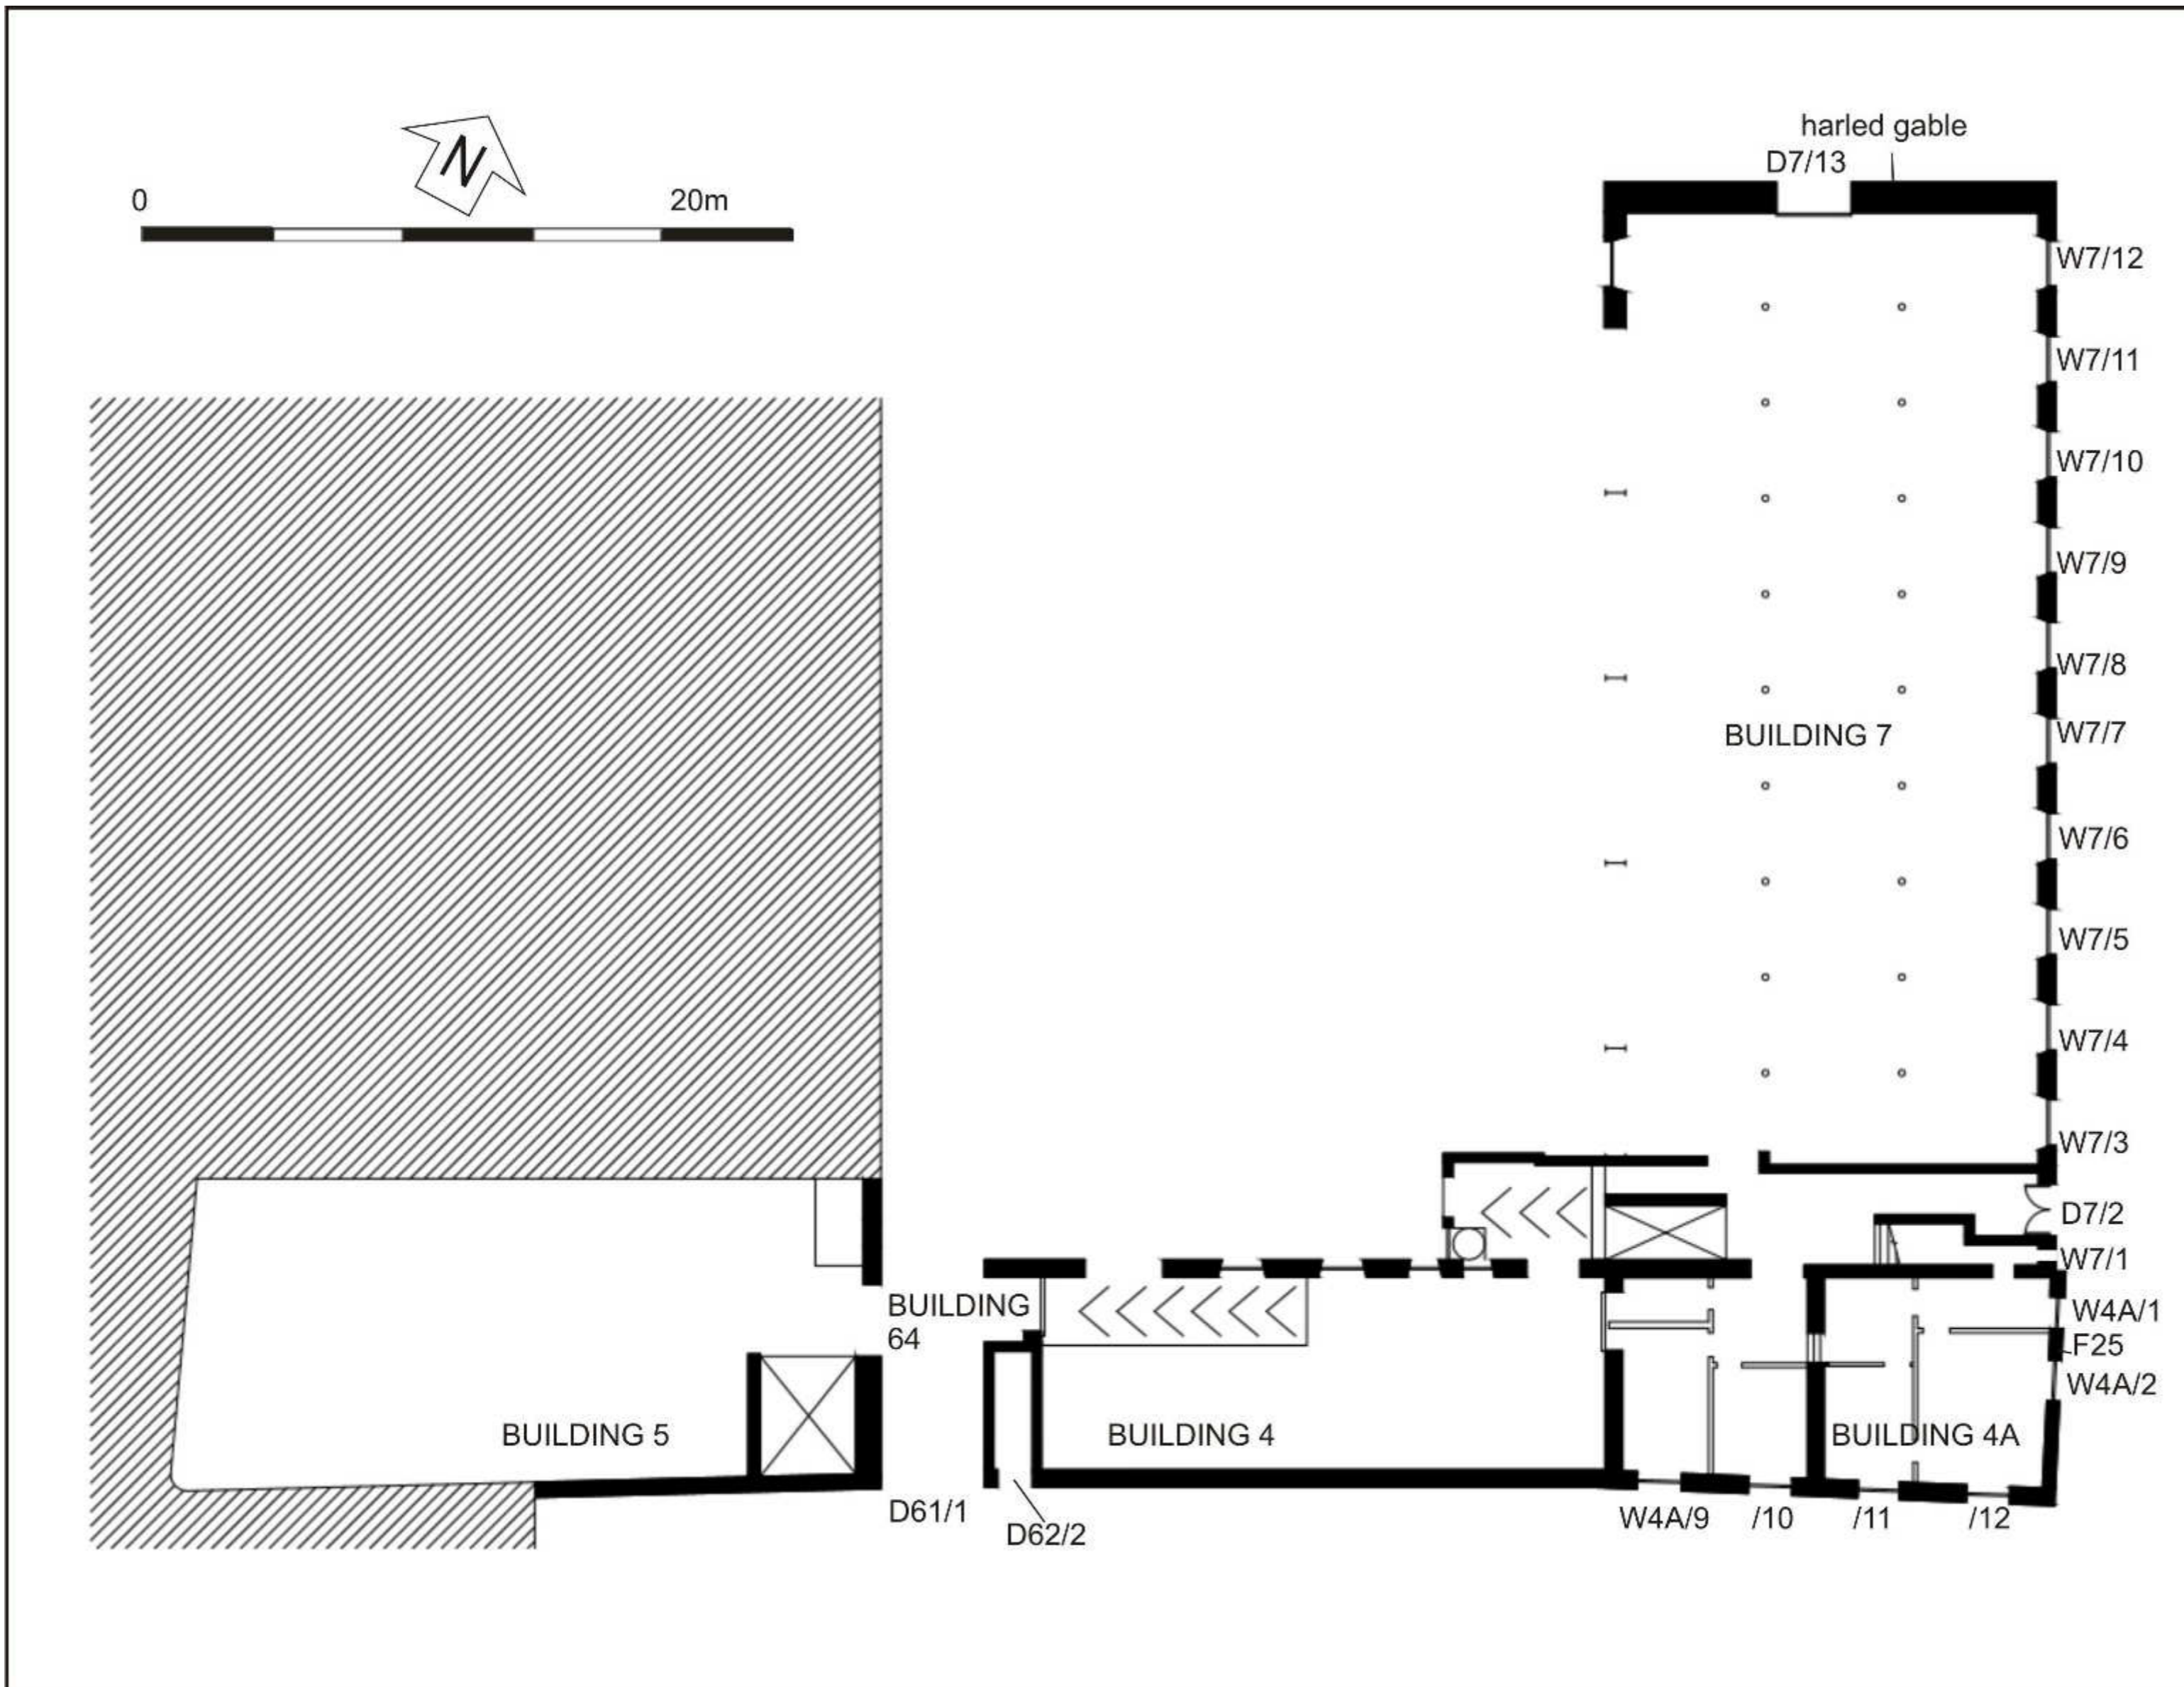 harled gable
D7/13
N
0
20m
W7/12
W7/11
W7/10
W7/9
W7/8
BUILDING 7
W7/7
W7/6
W7/5
W7/4
W7/3
D7/2
W7/1
BUILDING
64
W4A/1
F25
W4A/2
BUILDING 5
BUILDING 4
BUILDING 4A
D61/1
D62/2
W4A/9
/10
/11
/12